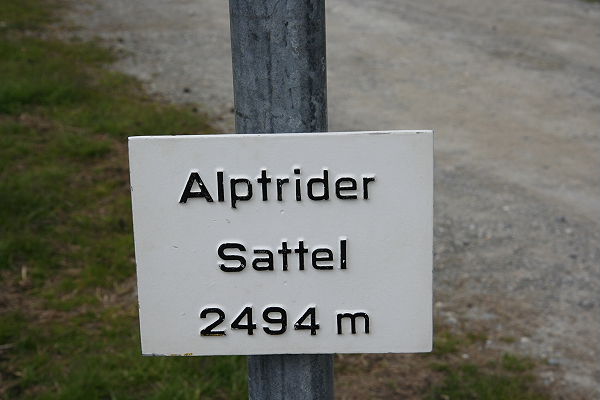 Alptrider
Sattel
2494 m